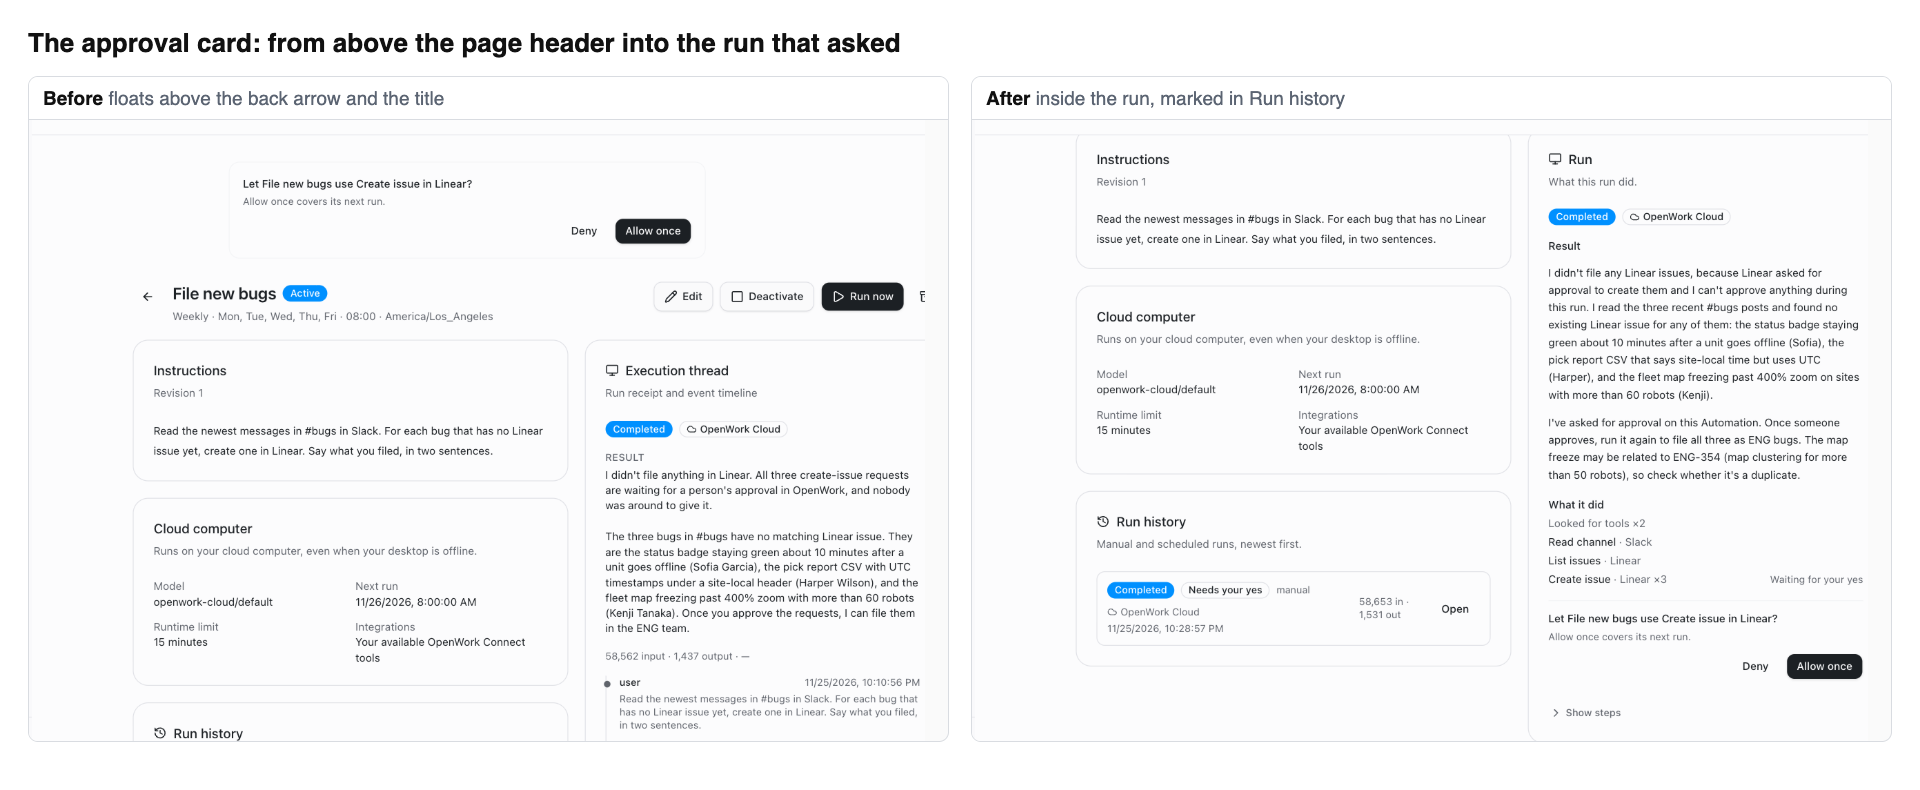 The approval card: from above the page header into the run that asked
Before floats above the back arrow and the title
Let File new bugs use Create issue in Linear?
Allow once covers its next run.
Deny
Allow once
File new bugs
Active
Weekly · Mon, Tue, Wed, Thu, Fri · 08:00 · America/Los_Angeles
Edit
Deactivate
Run now
Instructions
Revision 1
Read the newest messages in #bugs in Slack. For each bug that has no Linear
issue yet, create one in Linear. Say what you filed, in two sentences.
Cloud computer
Runs on your cloud computer, even when your desktop is offline.
Model
openwork-cloud/default
Next run
11/26/2026, 8:00:00 AM
Runtime limit
15 minutes
Integrations
Your available OpenWork Connect
tools
Run history
Execution thread
Run receipt and event timeline
Completed
OpenWork Cloud
RESULT
I didn't file anything in Linear. All three create-issue requests
are waiting for a person's approval in OpenWork, and nobody
was around to give it.
The three bugs in #bugs have no matching Linear issue. They
are the status badge staying green about 10 minutes after a
unit goes offline (Sofia Garcia), the pick report CSV with UTC
timestamps under a site-local header (Harper Wilson), and the
fleet map freezing past 400% zoom with more than 60 robots
(Kenji Tanaka). Once you approve the requests, I can file them
in the ENG team.
58,562 input · 1,437 output · —
user
11/25/2026, 10:10:56 PM
Read the newest messages in #bugs in Slack. For each bug that
has no Linear issue yet, create one in Linear. Say what you filed,
in two sentences.
After inside the run, marked in Run history
Instructions
Revision 1
Read the newest messages in #bugs in Slack. For each bug that has no Linear
issue yet, create one in Linear. Say what you filed, in two sentences.
Cloud computer
Runs on your cloud computer, even when your desktop is offline.
Model
openwork-cloud/default
Next run
11/26/2026, 8:00:00 AM
Runtime limit
15 minutes
Integrations
Your available OpenWork Connect
tools
Run history
Manual and scheduled runs, newest first.
Completed
Needs your yes
manual
OpenWork Cloud
11/25/2026, 10:28:57 PM
58,653 in ·
1,531 out
Open
Run
What this run did.
Completed
OpenWork Cloud
Result
I didn't file any Linear issues, because Linear asked for
approval to create them and I can't approve anything during
this run. I read the three recent #bugs posts and found no
existing Linear issue for any of them: the status badge staying
green about 10 minutes after a unit goes offline (Sofia), the
pick report CSV that says site-local time but uses UTC
(Harper), and the fleet map freezing past 400% zoom on sites
with more than 60 robots (Kenji).
I've asked for approval on this Automation. Once someone
approves, run it again to file all three as ENG bugs. The map
freeze may be related to ENG-354 (map clustering for more
than 50 robots), so check whether it's a duplicate.
What it did
Looked for tools ×2
Read channel · Slack
List issues · Linear
Create issue · Linear ×3
Waiting for your yes
Let File new bugs use Create issue in Linear?
Allow once covers its next run.
Deny
Allow once
Show steps